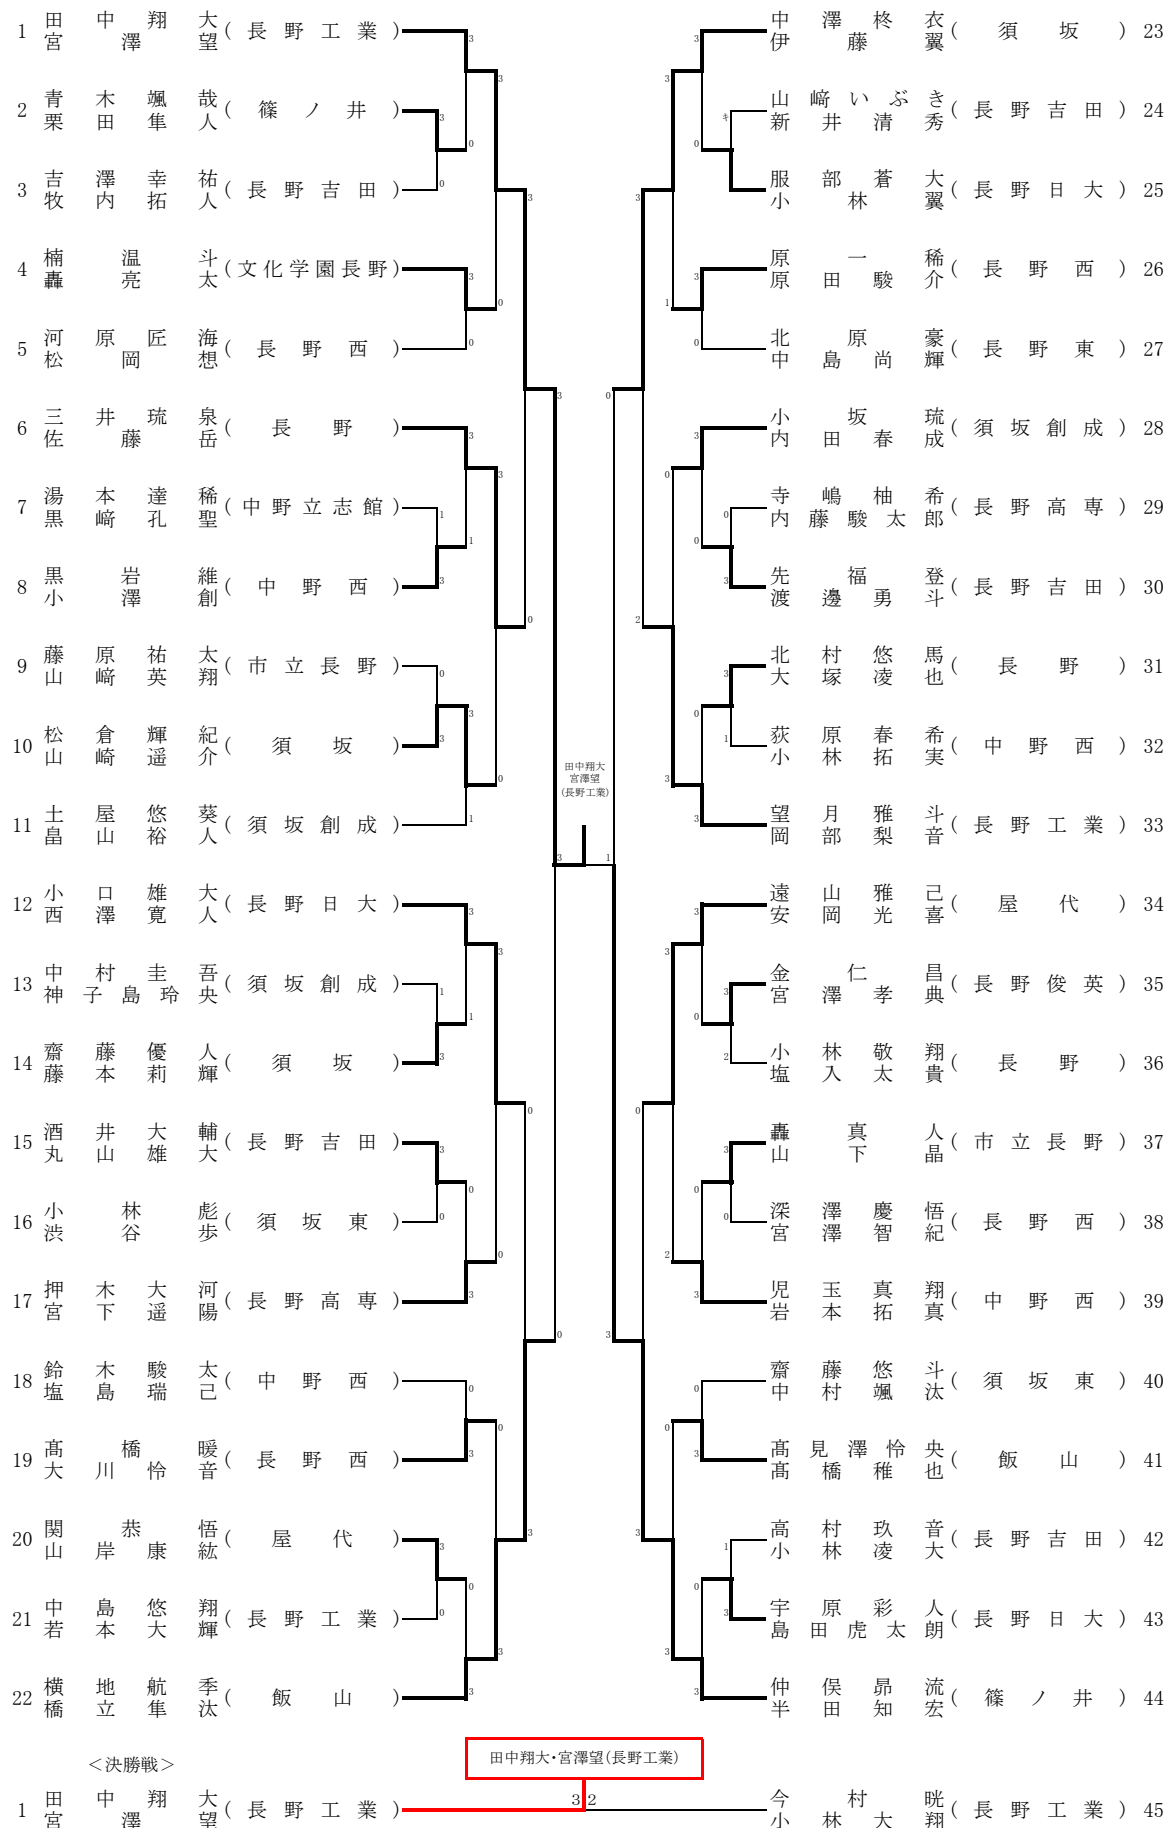 1 田中翔大 宮澤望 (長野工業)
2 青木颯哉 栗田隼人 (篠ノ井)
3 吉澤幸祐 牧内拓人 (長野吉田)
4 楠温斗 轟亮太 (文化学園長野)
5 河原匠海 松岡想 (長野西)
6 三井琉泉 佐藤岳 (長野)
7 湯本達稀 黒﨑孔聖 (中野立志館)
8 黒岩維 小澤創 (中野西)
9 藤原祐太 山﨑英翔 (市立長野)
10 松倉輝紀 山崎遥介 (須坂)
11 土屋悠葵 畠山裕人 (須坂創成)
12 小口雄大 西澤寛人 (長野日大)
13 中村圭吾 神子島玲央 (須坂創成)
14 齋藤優人 藤本莉輝 (須坂)
15 酒井大輔 丸山雄大 (長野吉田)
16 小林彪 渋谷歩 (須坂東)
17 押木大河 宮下遥陽 (長野高専)
18 鈴木駿太 塩島瑞己 (中野西)
19 髙橋暖 大川怜音 (長野西)
20 関恭悟 山岸康紘 (屋代)
21 中島悠翔 若本大輝 (長野工業)
22 横地航季 橋立隼汰 (飯山)
田中翔大
宮澤望
(長野工業)
中澤柊衣 伊藤翼 (須坂) 23
山﨑いぶき 新井清秀 (長野吉田) 24
服部蒼大 小林翼 (長野日大) 25
原一稀 原田駿介 (長野西) 26
北原豪 中島尚輝 (長野東) 27
小坂琉 内田春成 (須坂創成) 28
寺嶋柚希 内藤駿太郎 (長野高専) 29
先福登 渡邊勇斗 (長野吉田) 30
北村悠馬 大塚凌也 (長野) 31
荻原春希 小林拓実 (中野西) 32
望月雅斗 岡部梨音 (長野工業) 33
遠山雅己 安岡光喜 (屋代) 34
金仁昌 宮澤孝典 (長野俊英) 35
小林敬翔 塩入太貴 (長野) 36
轟真人 山下晶 (市立長野) 37
深澤慶悟 宮澤智紀 (長野西) 38
児玉真翔 岩本拓真 (中野西) 39
齋藤悠斗 中村颯汰 (須坂東) 40
髙見澤怜央 髙橋稚也 (飯山) 41
高村玖音 小林凌大 (長野吉田) 42
宇原彩人 島田虎太朗 (長野日大) 43
仲俣昴流 半田知宏 (篠ノ井) 44
＜決勝戦＞
田中翔大・宮澤望(長野工業)
1 田中翔大 宮澤望 (長野工業) 3 2 今村晄 小林大翔 (長野工業) 45